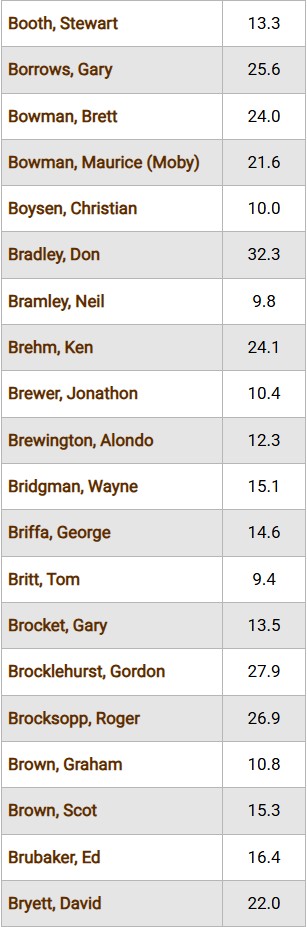 Booth, Stewart 13.3
Borrows, Gary 25.6
Bowman, Brett 24.0
Bowman, Maurice (Moby) 21.6
Boysen, Christian 10.0
Bradley, Don 32.3
Bramley, Neil 9.8
Brehm, Ken 24.1
Brewer, Jonathon 10.4
Brewington, Alondo 12.3
Bridgman, Wayne 15.1
Briffa, George 14.6
Britt, Tom 9.4
Brocket, Gary 13.5
Brocklehurst, Gordon 27.9
Brocksopp, Roger 26.9
Brown, Graham 10.8
Brown, Scot 15.3
Brubaker, Ed 16.4
Bryett, David 22.0